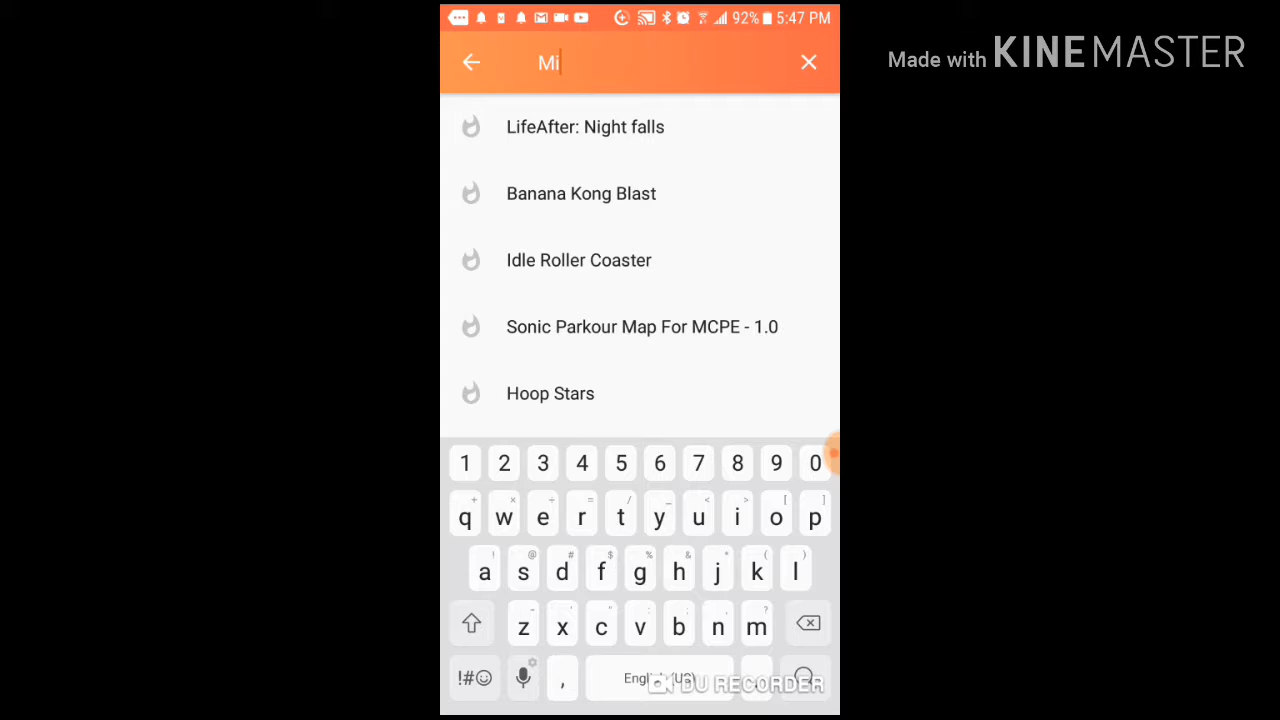 92% 5:47 PM
Made with KINEMASTER
Mi
LifeAfter: Night falls
Banana Kong Blast
Idle Roller Coaster
Sonic Parkour Map For MCPE - 1.0
Hoop Stars
1 2 3 4 5 6 7 8 9 0
+ × ÷ = / _ < > [ ]
q w e r t y u i o p
! @ # $ % & * ( )
a s d f g h j k l
- ' " : ; , ?
z x c v b n m
!#☺ , English (US) .
DU RECORDER